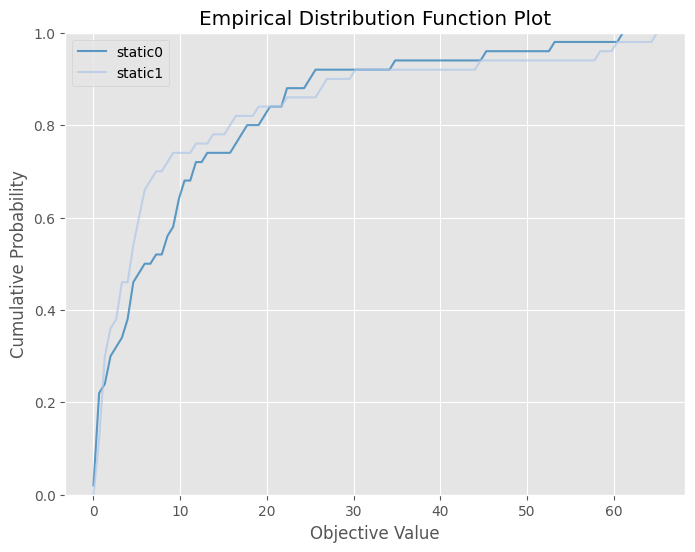 Empirical Distribution Function Plot
static0
static1
1.0
0.8
0.6
0.4
0.2
0.0
Cumulative Probability
0 10 20 30 40 50 60
Objective Value